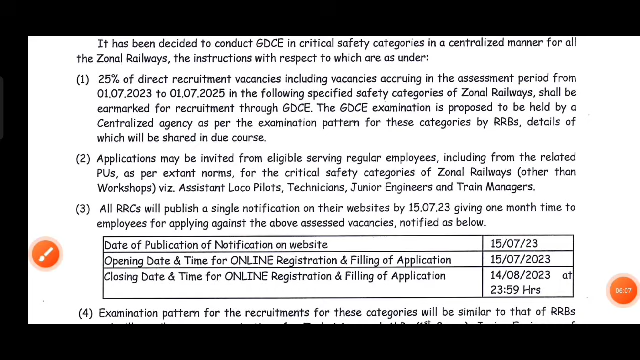 It has been decided to conduct GDCE in critical safety categories in a centralized manner for all
the Zonal Railways, the instructions with respect to which are as under:
(1) 25% of direct recruitment vacancies including vacancies accruing in the assessment period from
01.07.2023 to 01.07.2025 in the following specified safety categories of Zonal Railways, shall be
earmarked for recruitment through GDCE. The GDCE examination is proposed to be held by a
Centralized agency as per the examination pattern for these categories by RRBs, details of
which will be shared in due course.
(2) Applications may be invited from eligible serving regular employees, including from the related
PUs, as per extant norms, for the critical safety categories of Zonal Railways (other than
Workshops) viz. Assistant Loco Pilots, Technicians, Junior Engineers and Train Managers.
(3) All RRCs will publish a single notification on their websites by 15.07.23 giving one month time to
employees for applying against the above assessed vacancies, notified as below.
Date of Publication of Notification on website 15/07/23
Opening Date & Time for ONLINE Registration & Filling of Application 15/07/2023
Closing Date & Time for ONLINE Registration & Filling of Application 14/08/2023 at
23:59 Hrs
06:07
(4) Examination pattern for the recruitments for these categories will be similar to that of RRBs